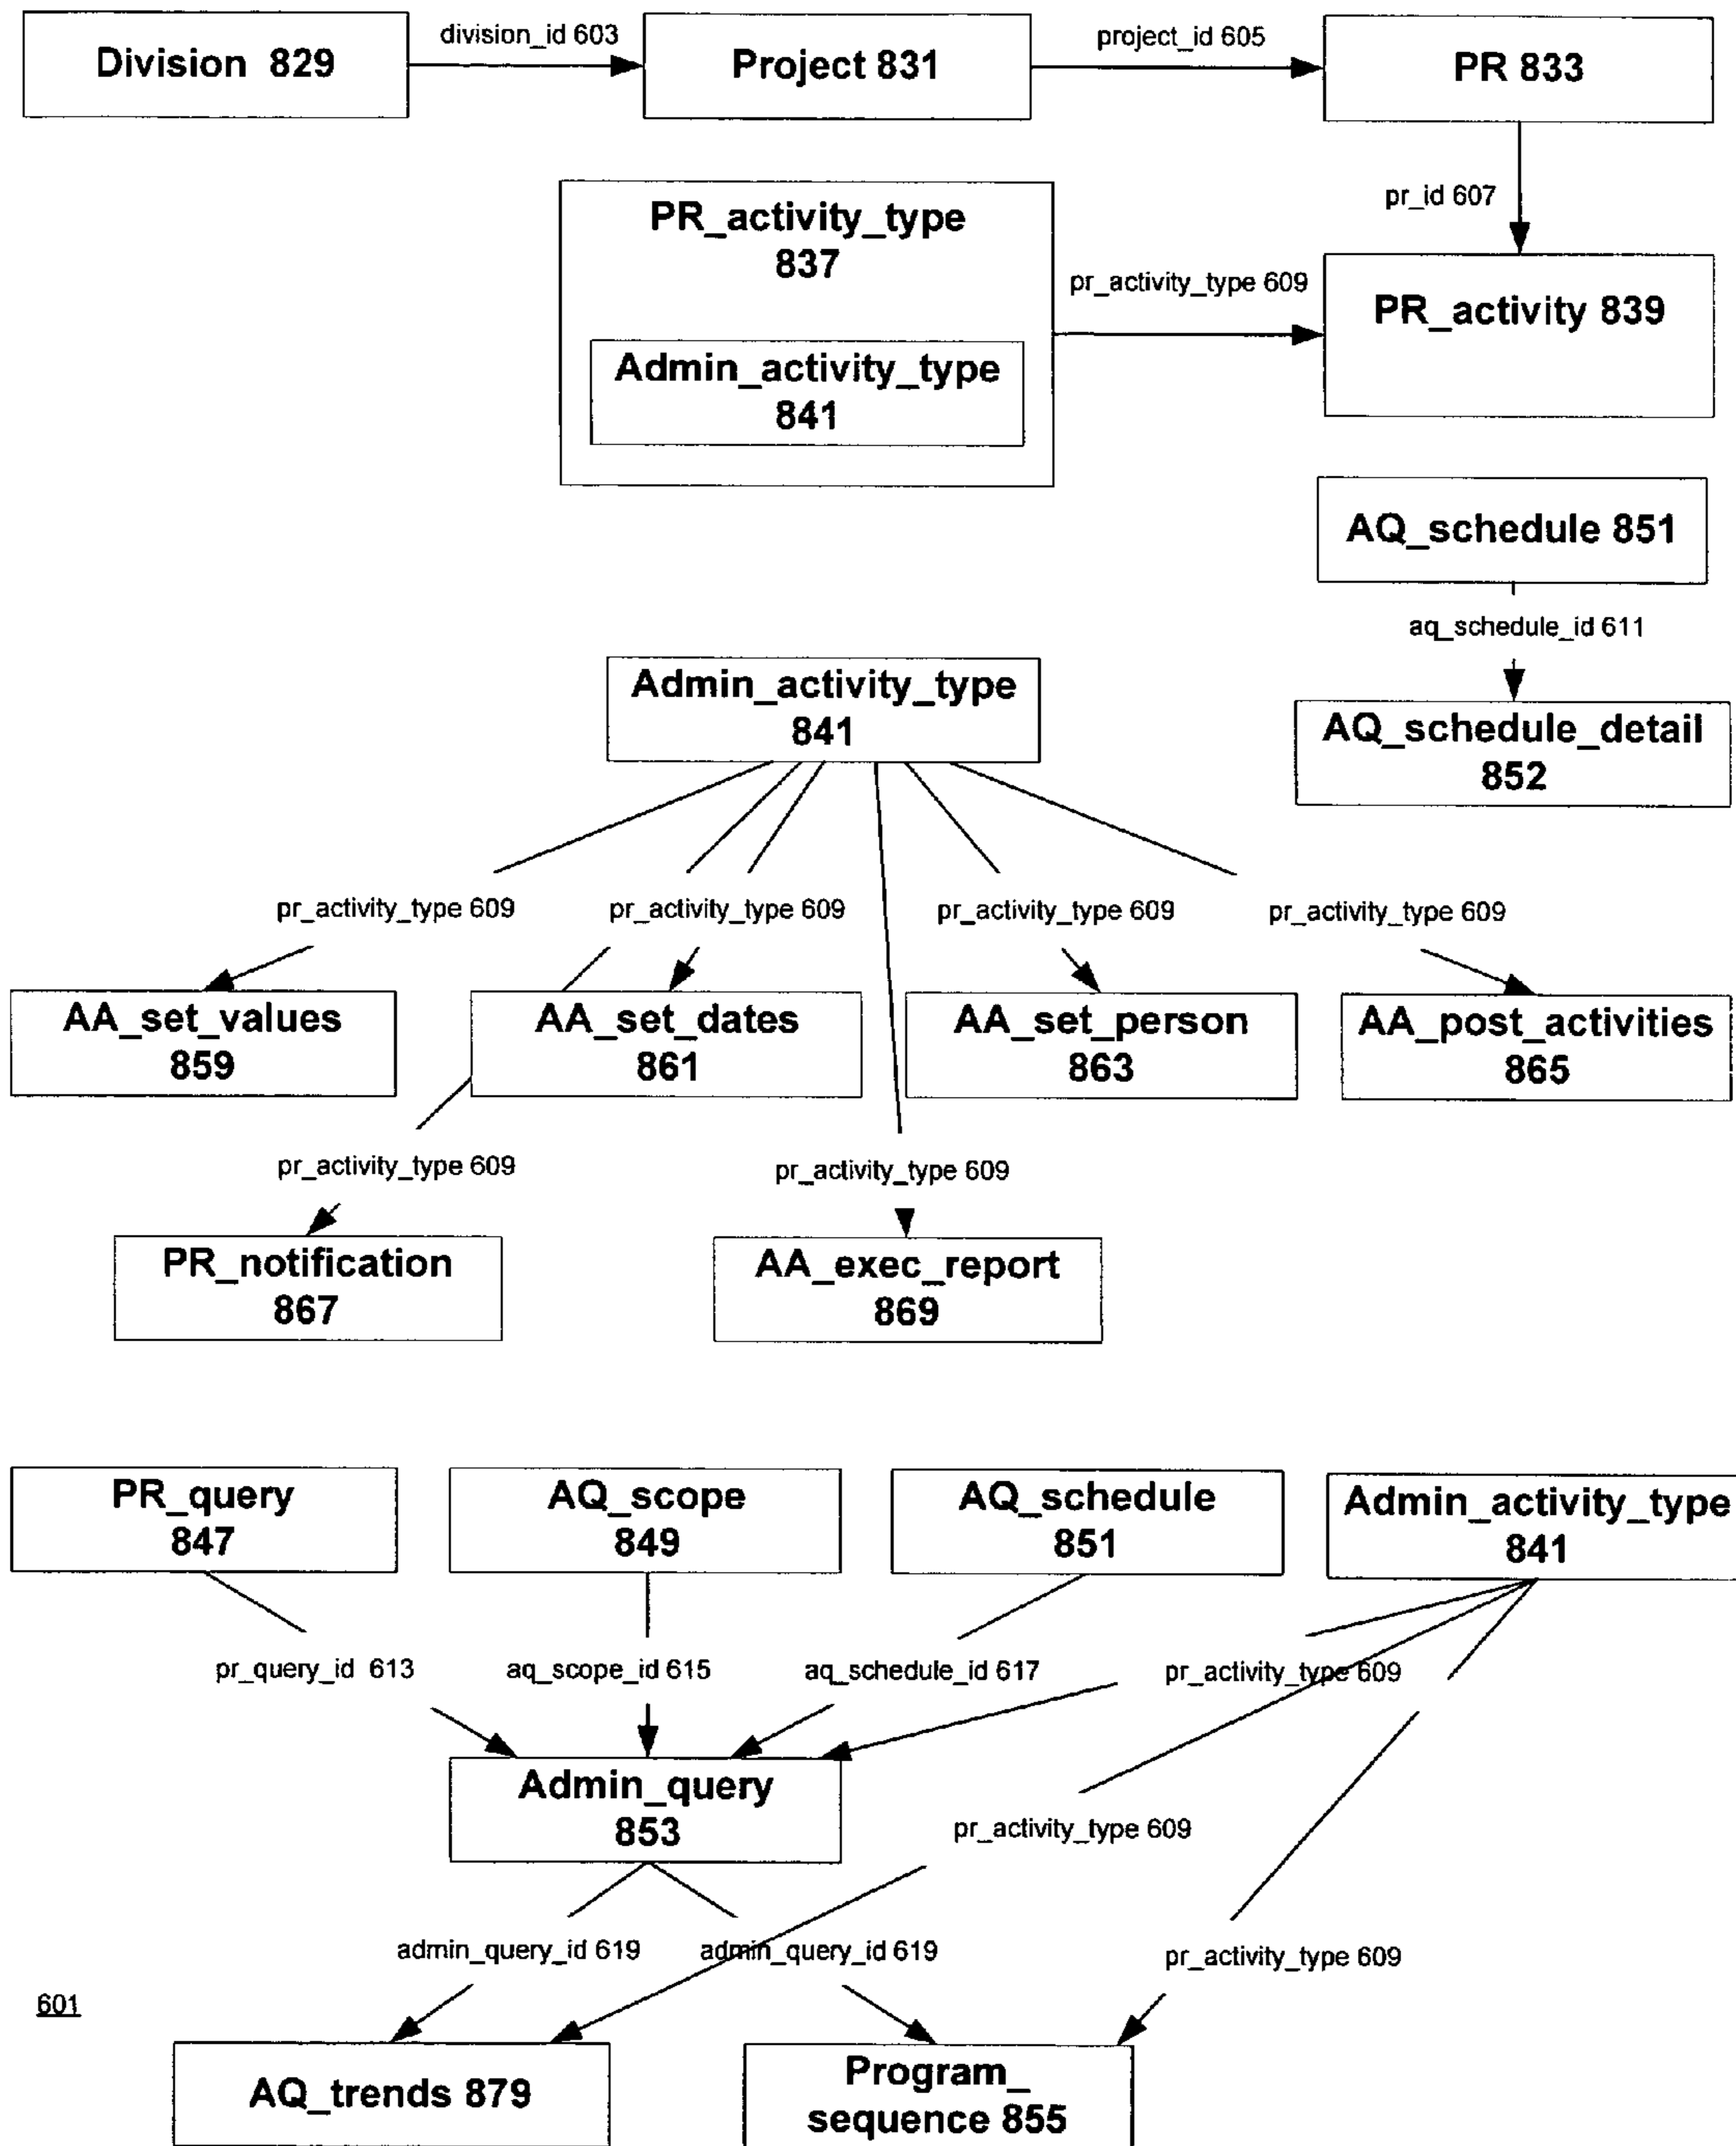 division_id 603
project_id 605
Division 829
Project 831
PR 833
pr_id 607
PR_activity_type
837
pr_activity_type 609
PR_activity 839
Admin_activity_type
841
AQ_schedule 851
aq_schedule_id 611
Admin_activity_type
841
AQ_schedule_detail
852
pr_activity_type 609
pr_activity_type 609
pr_activity_type 609
pr_activity_type 609
AA_set_values
859
AA_set_dates
861
AA_set_person
863
AA_post_activities
865
pr_activity_type 609
pr_activity_type 609
PR_notification
867
AA_exec_report
869
PR_query
847
AQ_scope
849
AQ_schedule
851
Admin_activity_type
841
pr_query_id 613
aq_scope_id 615
aq_schedule_id 617
pr_activity_type 609
Admin_query
853
pr_activity_type 609
admin_query_id 619
admin_query_id 619
pr_activity_type 609
601
AQ_trends 879
Program_
sequence 855